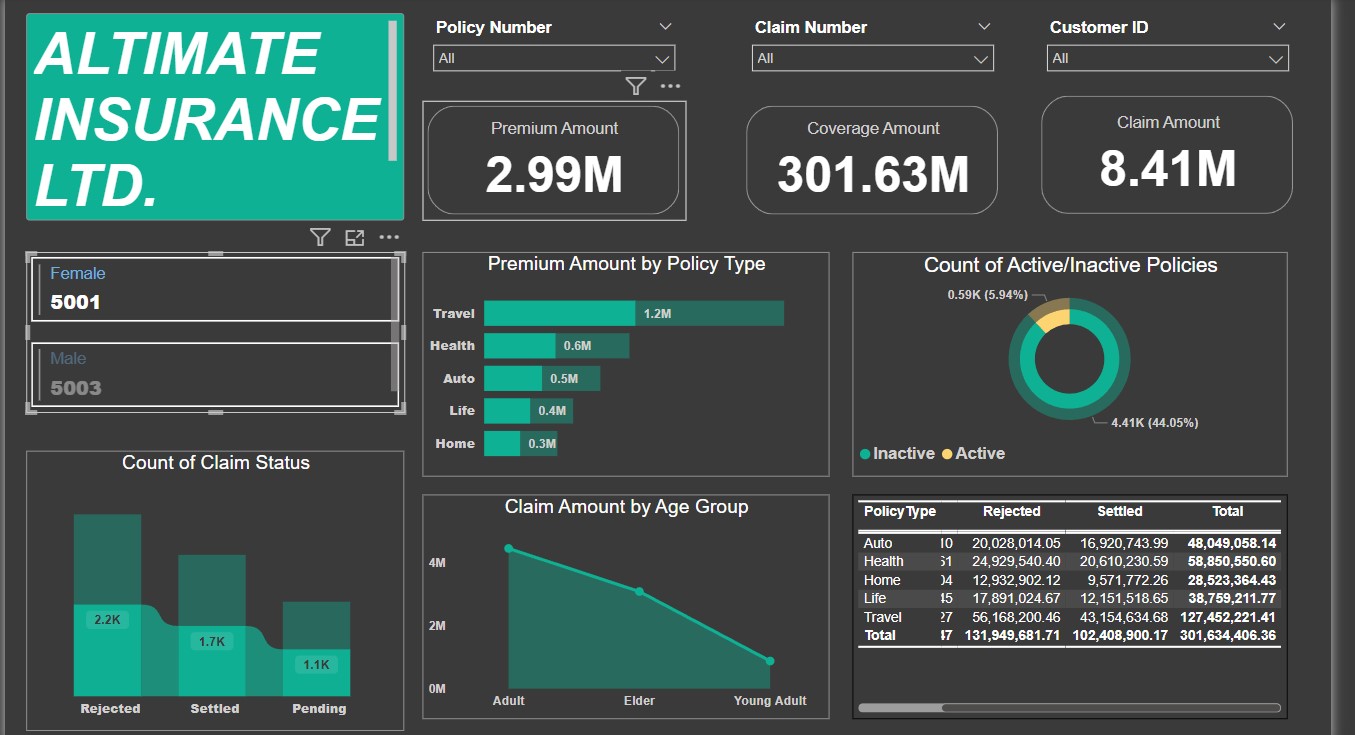 ALTIMATE
INSURANCE
LTD.
Policy Number
All
Claim Number
All
Customer ID
All
Premium Amount
2.99M
Coverage Amount
301.63M
Claim Amount
8.41M
Female
5001
Male
5003
Premium Amount by Policy Type
Travel 1.2M
Health 0.6M
Auto 0.5M
Life 0.4M
Home 0.3M
Count of Active/Inactive Policies
0.59K (5.94%)
4.41K (44.05%)
Inactive Active
Count of Claim Status
2.2K
1.7K
1.1K
Rejected Settled Pending
Claim Amount by Age Group
4M
2M
0M
Adult Elder Young Adult
PolicyType Rejected Settled Total
Auto 20,028,014.05 16,920,743.99 48,049,058.14
Health 24,929,540.40 20,610,230.59 58,850,550.60
Home 12,932,902.12 9,571,772.26 28,523,364.43
Life 17,891,024.67 12,151,518.65 38,759,211.77
Travel 56,168,200.46 43,154,634.68 127,452,221.41
Total 131,949,681.71 102,408,900.17 301,634,406.36